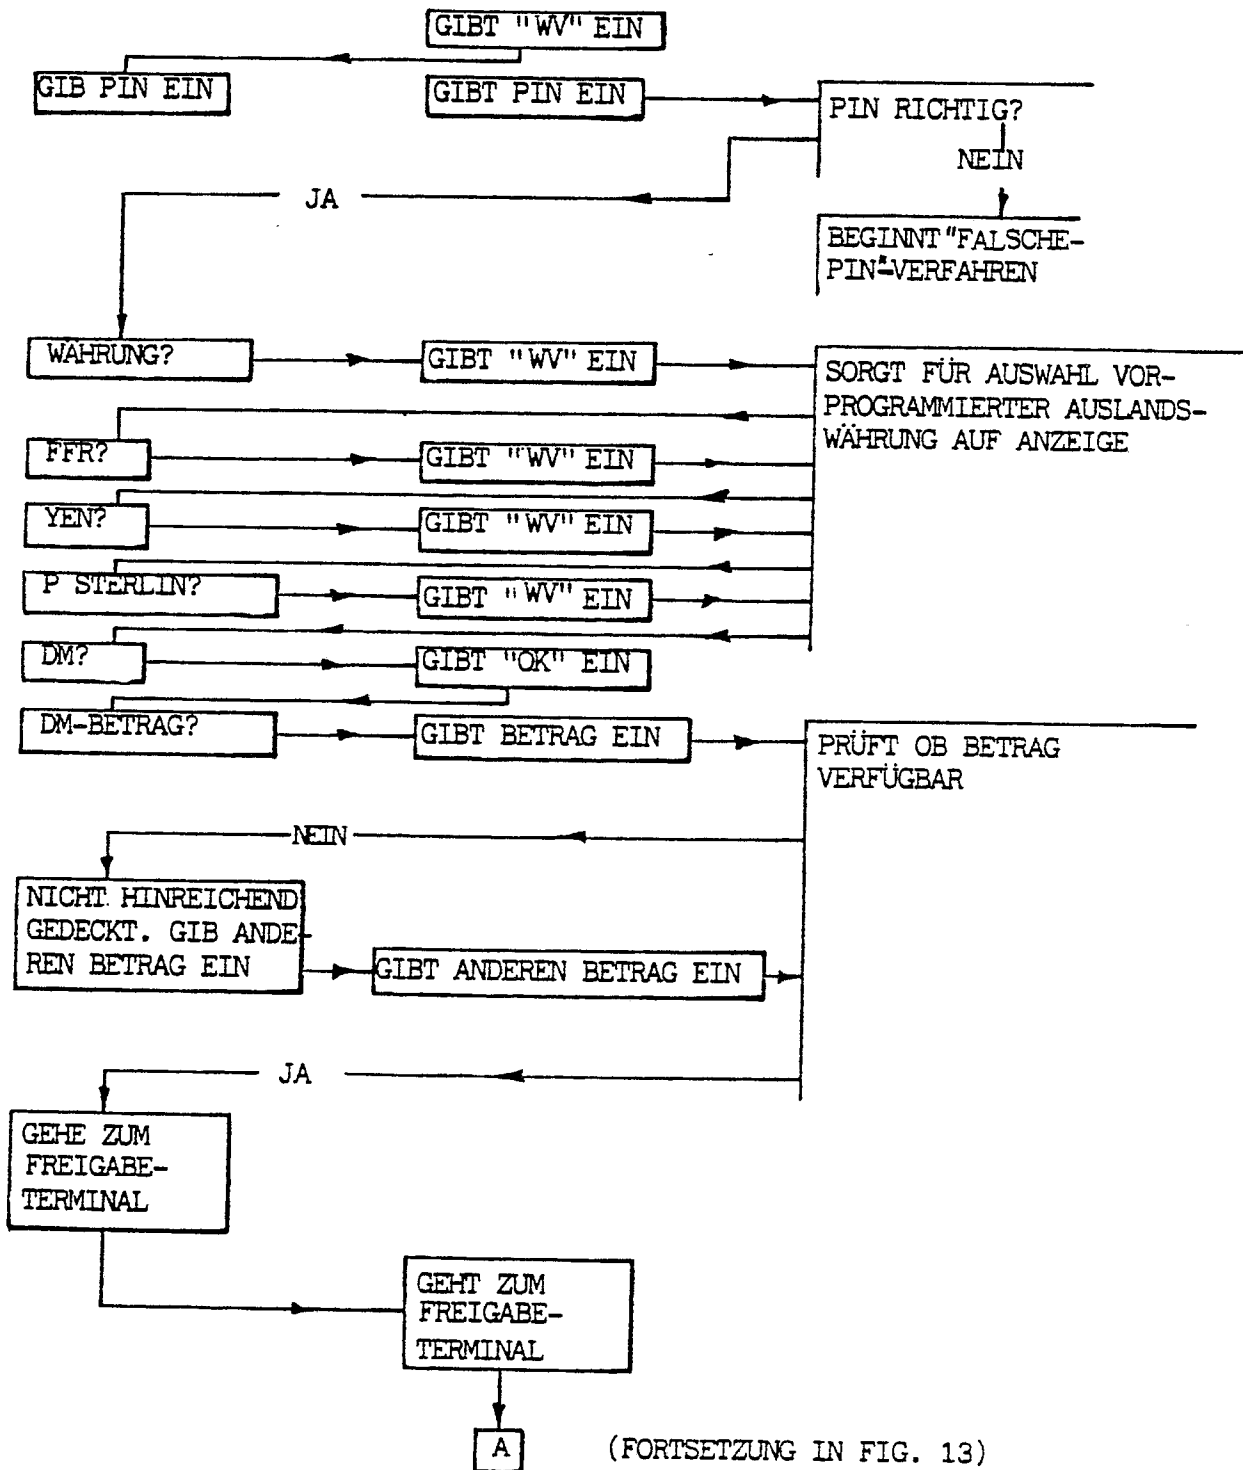 GIBT "WV" EIN
GIB PIN EIN
GIBT PIN EIN
PIN RICHTIG?
NEIN
JA
BEGINNT "FALSCHE-
PIN"-VERFAHREN
WAHRUNG?
GIBT "WV" EIN
SORGT FÜR AUSWAHL VOR-
PROGRAMMIERTER AUSLANDS-
WÄHRUNG AUF ANZEIGE
FFR?
GIBT "WV" EIN
YEN?
GIBT "WV" EIN
P STERLIN?
GIBT "WV" EIN
DM?
GIBT "OK" EIN
DM-BETRAG?
GIBT BETRAG EIN
PRÜFT OB BETRAG
VERFÜGBAR
NEIN
NICHT HINREICHEND
GEDECKT. GIB ANDE-
REN BETRAG EIN
GIBT ANDEREN BETRAG EIN
JA
GEHE ZUM
FREIGABE-
TERMINAL
GEHT ZUM
FREIGABE-
TERMINAL
A
(FORTSETZUNG IN FIG. 13)